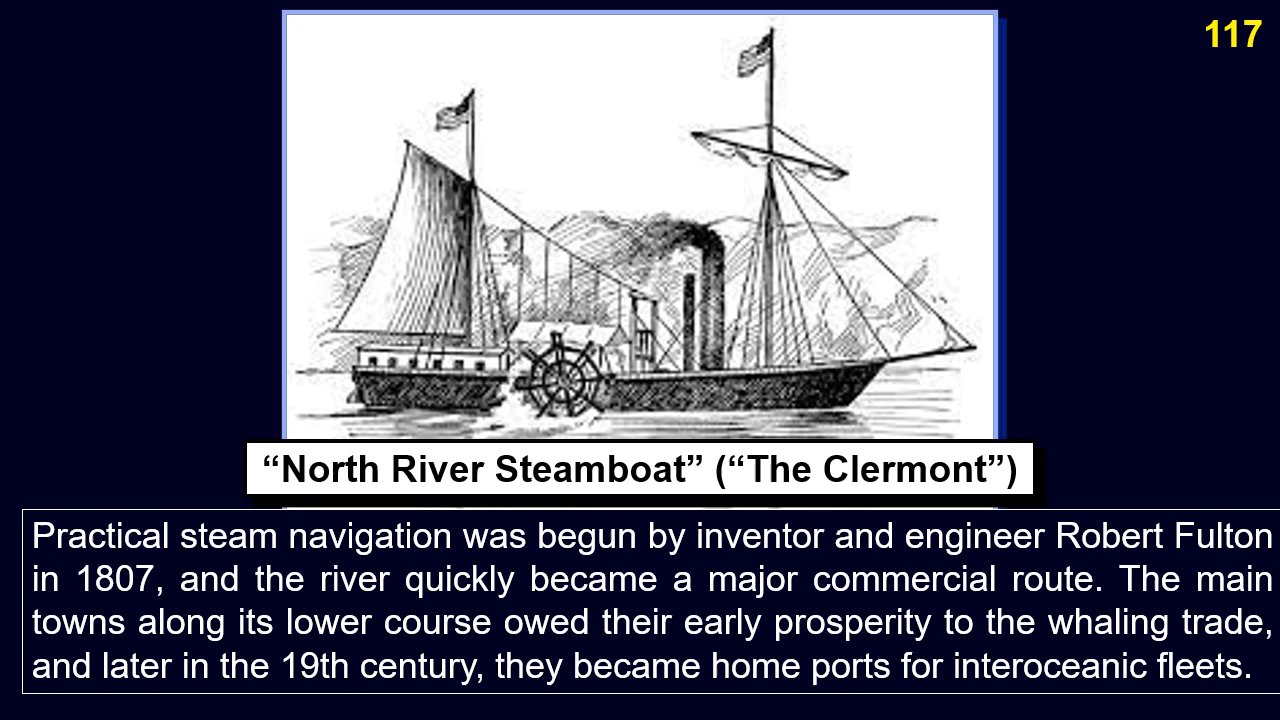 117
“North River Steamboat” (“The Clermont”)
Practical steam navigation was begun by inventor and engineer Robert Fulton
in 1807, and the river quickly became a major commercial route. The main
towns along its lower course owed their early prosperity to the whaling trade,
and later in the 19th century, they became home ports for interoceanic fleets.